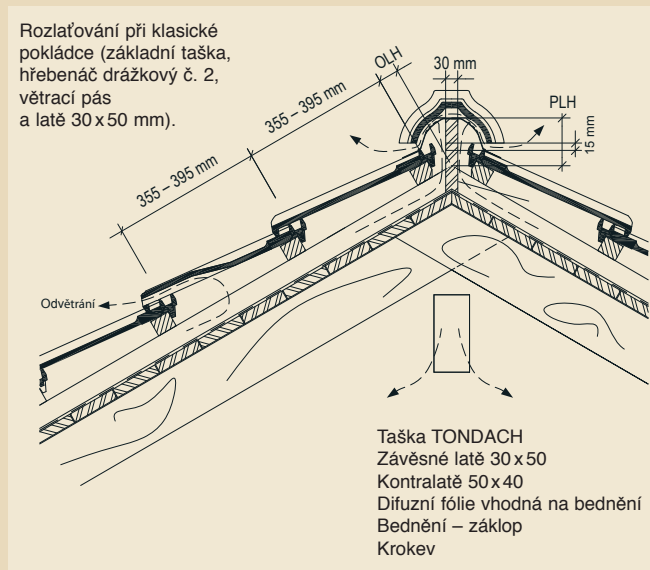 Rozlaťování při klasické
pokládce (základní taška,
hřebenáč drážkový č. 2,
větrací pás
a latě 30 x 50 mm).
OLH
30 mm
PLH
15 mm
355 – 395 mm
355 – 395 mm
Odvětrání
Taška TONDACH
Závěsné latě 30 x 50
Kontralatě 50 x 40
Difuzní fólie vhodná na bednění
Bednění – záklop
Krokev